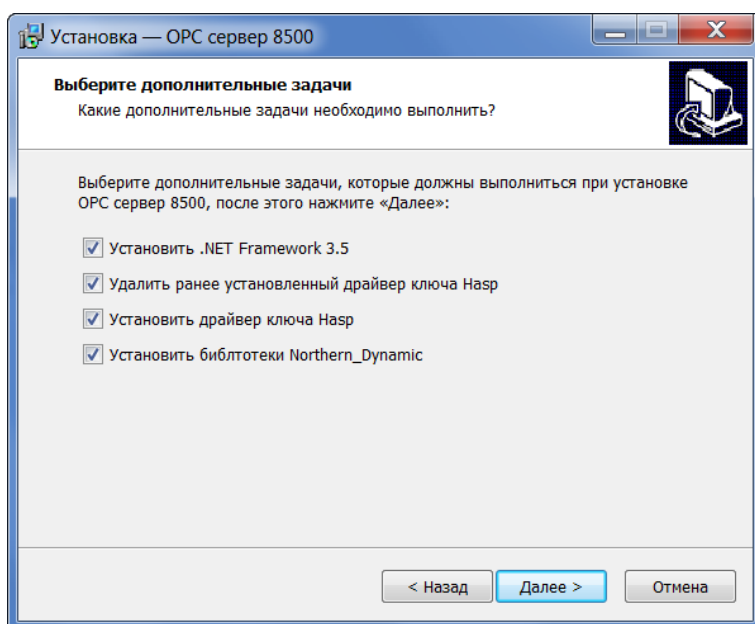 Установка — ОРС сервер 8500
Выберите дополнительные задачи
Какие дополнительные задачи необходимо выполнить?
Выберите дополнительные задачи, которые должны выполниться при установке
ОРС сервер 8500, после этого нажмите «Далее»:
Установить .NET Framework 3.5
Удалить ранее установленный драйвер ключа Hasp
Установить драйвер ключа Hasp
Установить библтотеки Northern_Dynamic
< Назад
Далее >
Отмена